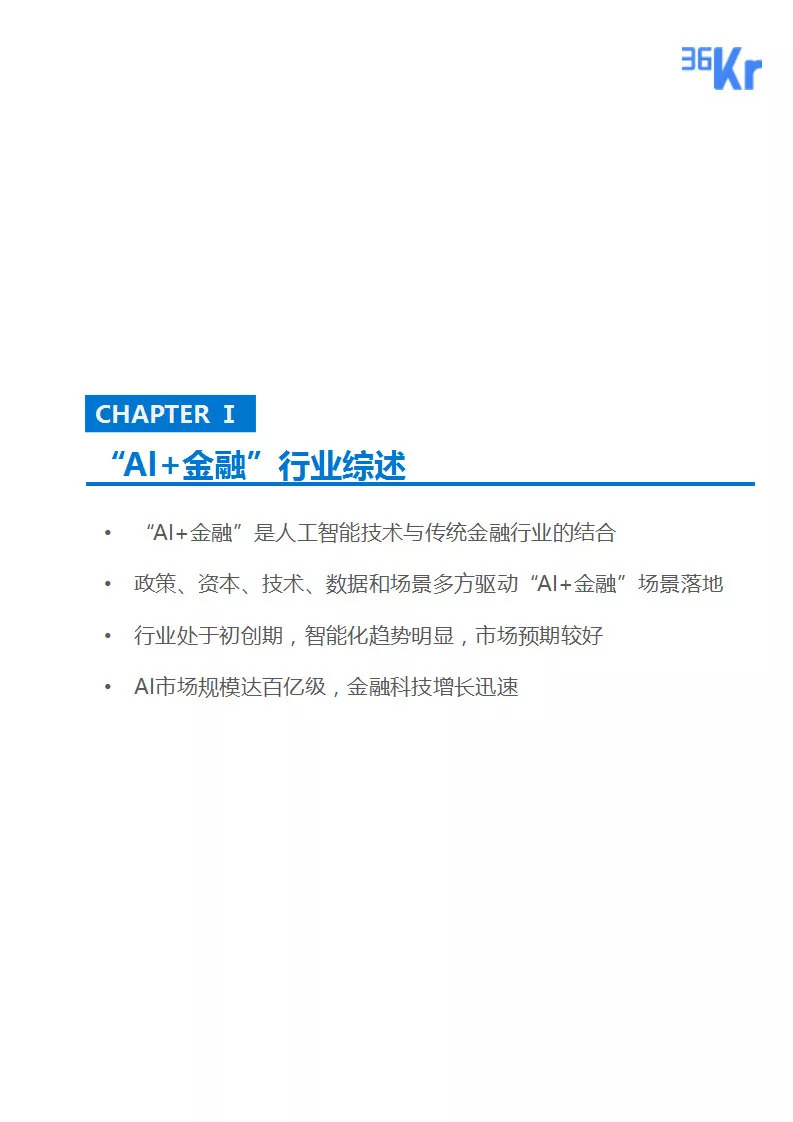 36Kr
CHAPTER Ⅰ
“AI+金融”行业综述
• “AI+金融”是人工智能技术与传统金融行业的结合
• 政策、资本、技术、数据和场景多方驱动“AI+金融”场景落地
• 行业处于初创期，智能化趋势明显，市场预期较好
• AI市场规模达百亿级，金融科技增长迅速